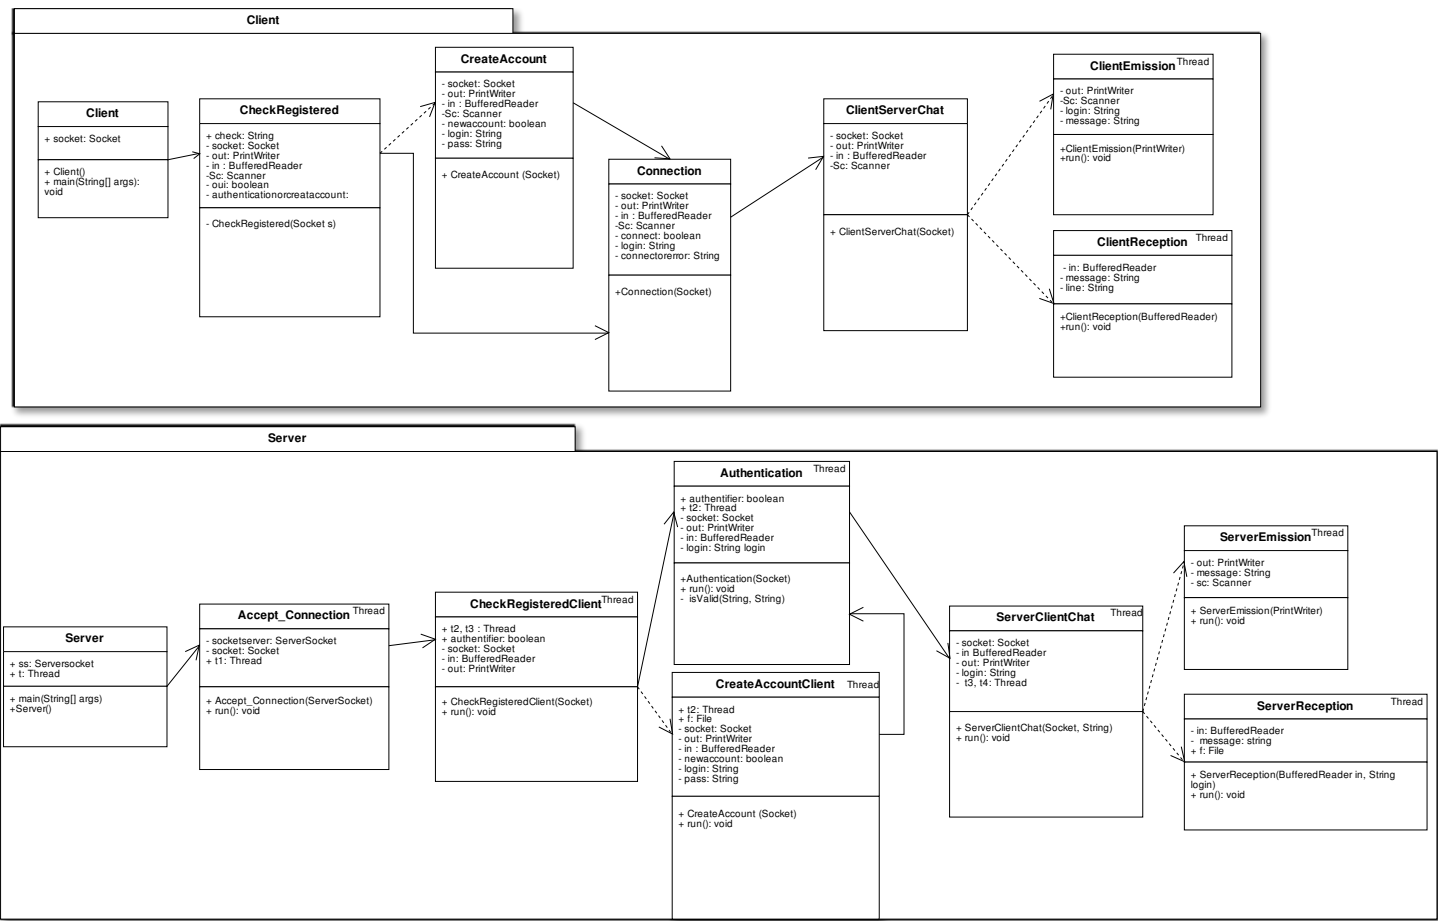 Client
Client
+ socket: Socket
+ Client()
+ main(String[] args):
void
CheckRegistered
+ check: String
- socket: Socket
- out: PrintWriter
- in : BufferedReader
-Sc: Scanner
- oui: boolean
- authenticationorcreataccount:
- CheckRegistered(Socket s)
CreateAccount
- socket: Socket
- out: PrintWriter
- in : BufferedReader
-Sc: Scanner
- newaccount: boolean
- login: String
- pass: String
+ CreateAccount (Socket)
Connection
- socket: Socket
- out: PrintWriter
- in : BufferedReader
-Sc: Scanner
- connect: boolean
- login: String
- connectorerror: String
+Connection(Socket)
ClientServerChat
- socket: Socket
- out: PrintWriter
- in : BufferedReader
-Sc: Scanner
+ ClientServerChat(Socket)
ClientEmission Thread
- out: PrintWriter
-Sc: Scanner
- login: String
- message: String
+ClientEmission(PrintWriter)
+run(): void
ClientReception Thread
- in: BufferedReader
- message: String
- line: String
+ClientReception(BufferedReader)
+run(): void
Server
Server
+ ss: Serversocket
+ t: Thread
+ main(String[] args)
+Server()
Accept_Connection Thread
- socketserver: ServerSocket
- socket: Socket
+ t1: Thread
+ Accept_Connection(ServerSocket)
+ run(): void
CheckRegisteredClient Thread
+ t2, t3 : Thread
+ authentifier: boolean
- socket: Socket
- in: BufferedReader
- out: PrintWriter
+ CheckRegisteredClient(Socket)
+ run(): void
Authentication Thread
+ authentifier: boolean
+ t2: Thread
- socket: Socket
- out: PrintWriter
- in: BufferedReader
- login: String login
+Authentication(Socket)
+ run(): void
- isValid(String, String)
CreateAccountClient Thread
+ t2: Thread
+ f: File
- socket: Socket
- out: PrintWriter
- in : BufferedReader
- newaccount: boolean
- login: String
- pass: String
+ CreateAccount (Socket)
+ run(): void
ServerClientChat Thread
- socket: Socket
- in BufferedReader
- out: PrintWriter
- login: String
- t3, t4: Thread
+ ServerClientChat(Socket, String)
+ run(): void
ServerEmission Thread
- out: PrintWriter
- message: String
- sc: Scanner
+ ServerEmission(PrintWriter)
+ run(): void
ServerReception Thread
- in: BufferedReader
- message: string
+ f: File
+ ServerReception(BufferedReader in, String
login)
+ run(): void